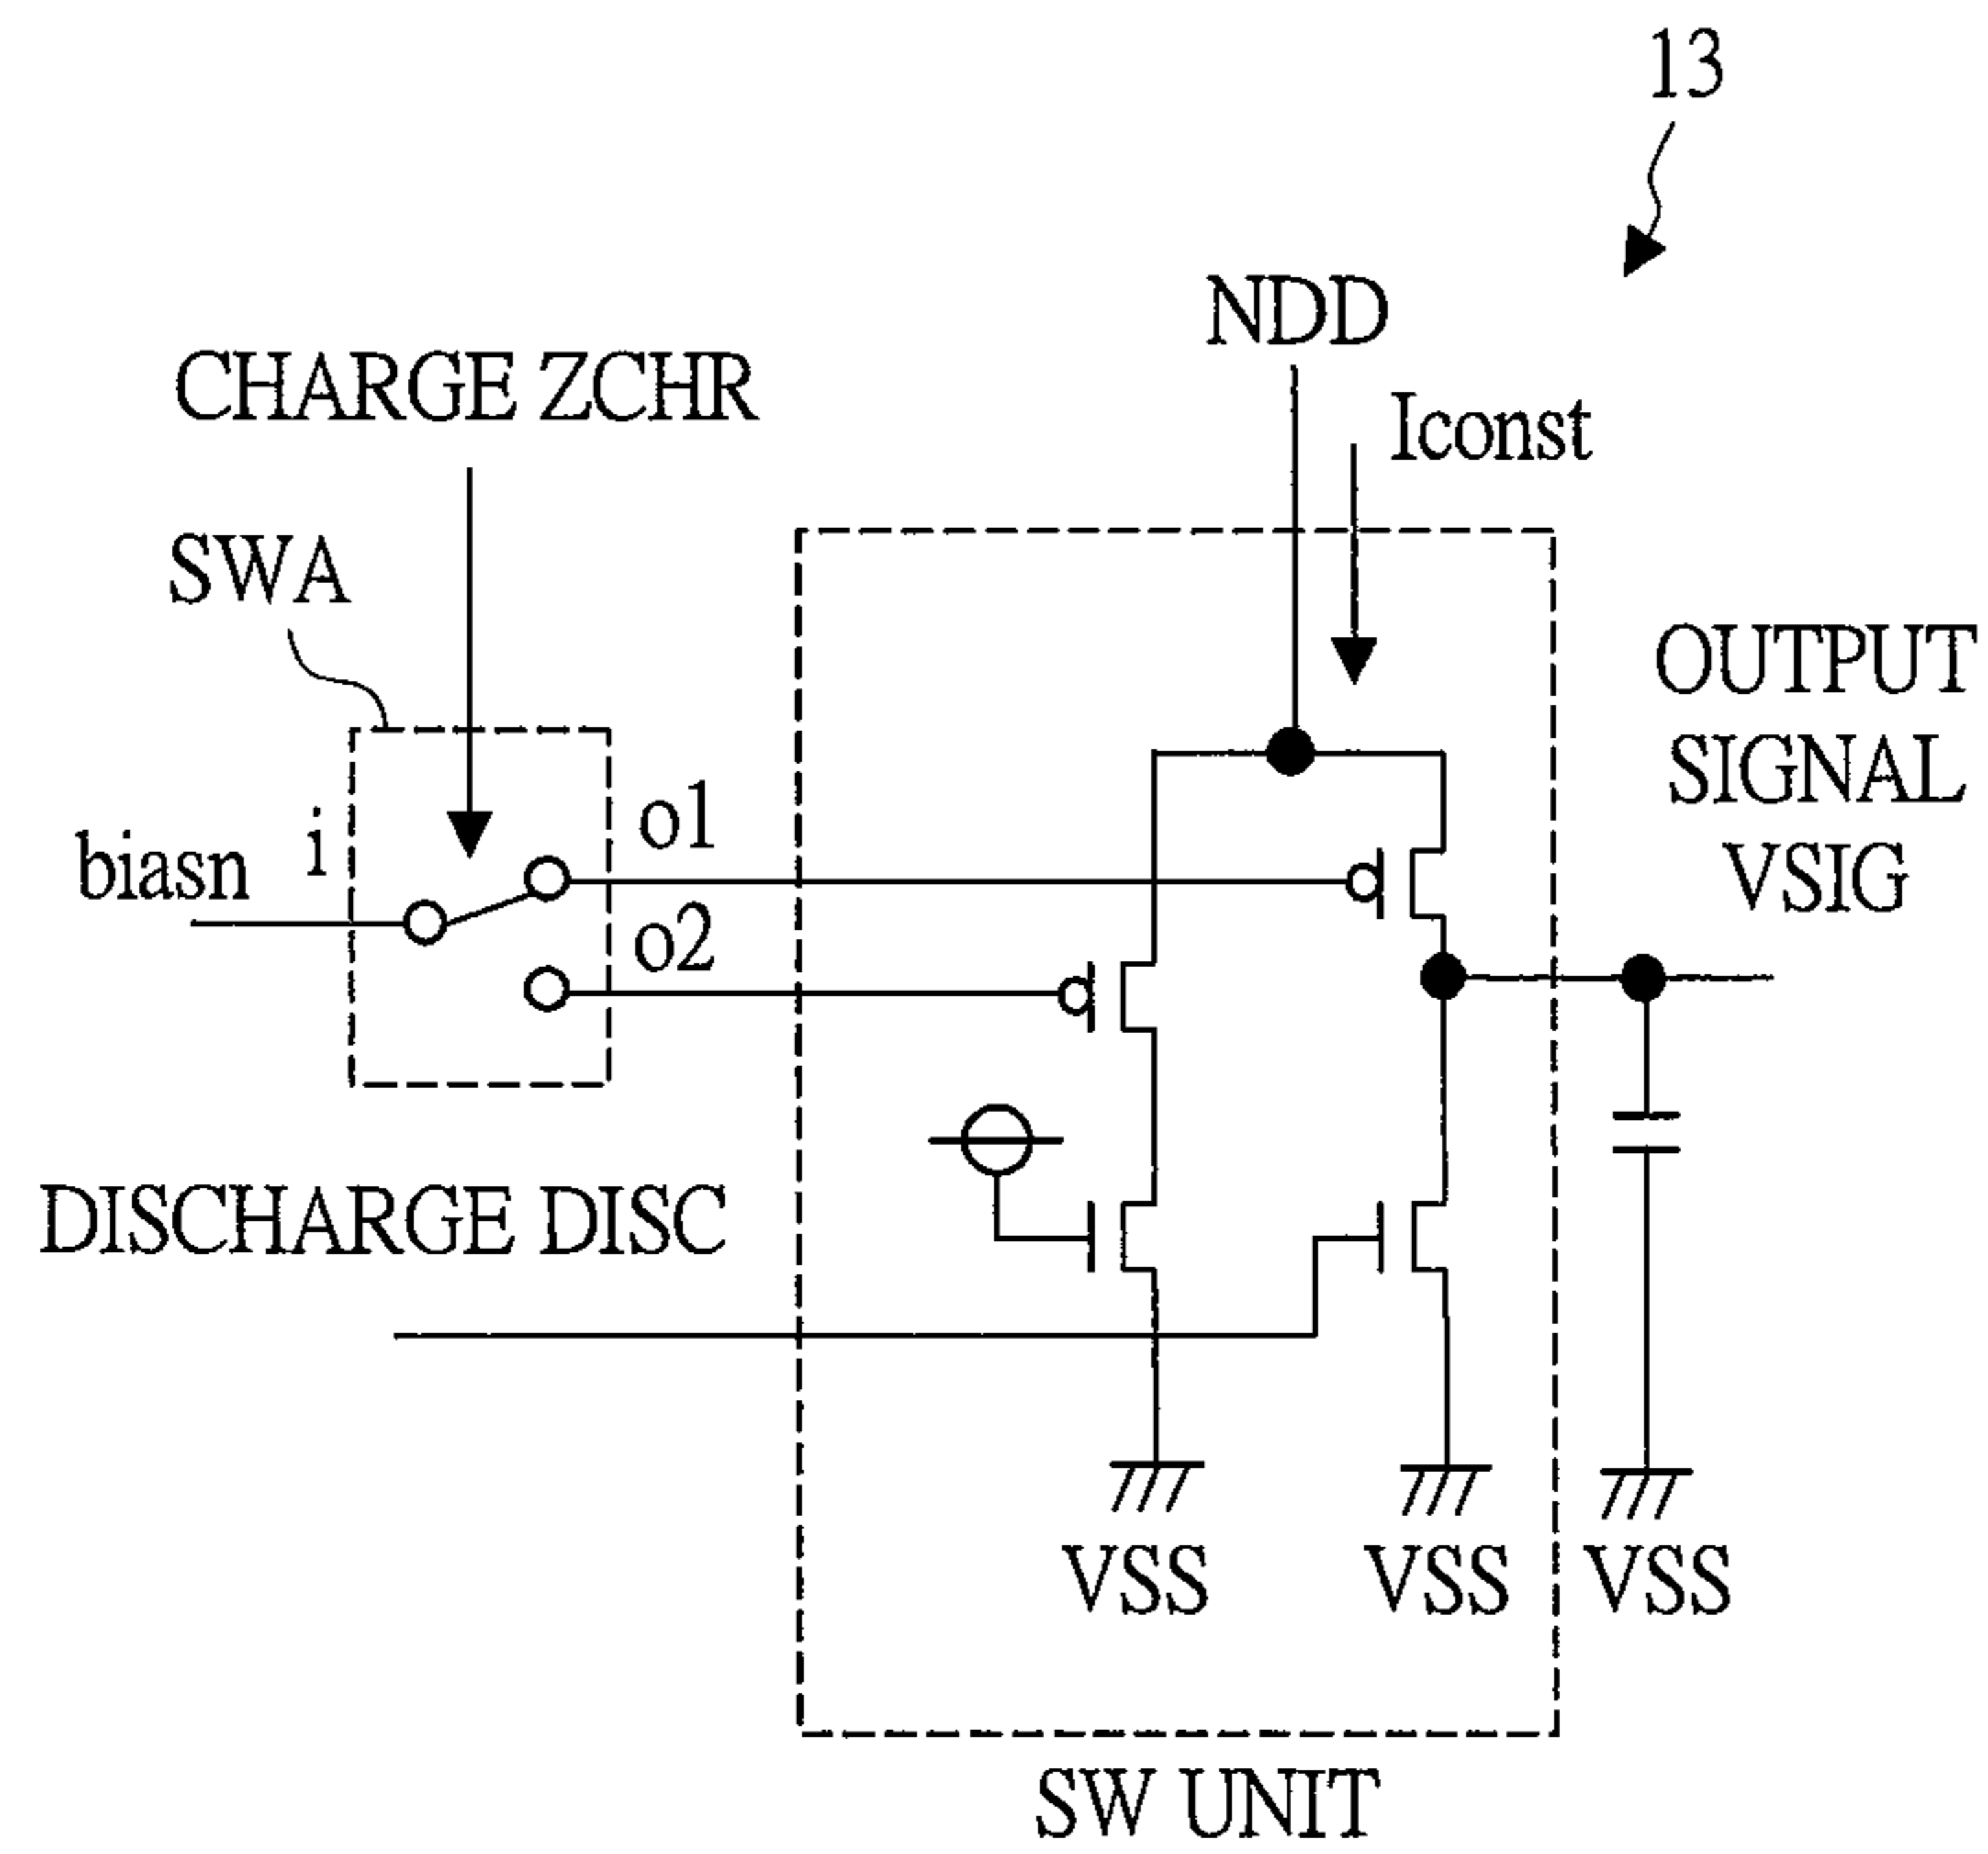 13
NDD
CHARGE ZCHR
Iconst
SWA
OUTPUT
SIGNAL
VSIG
i
o1
biasn
o2
DISCHARGE DISC
VSS
VSS
VSS
SW UNIT